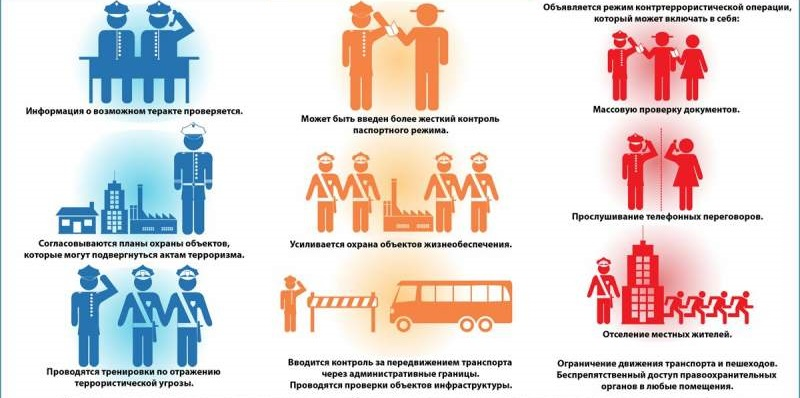 Информация о возможном теракте проверяется.
Согласовываются планы охраны объектов,
которые могут подвергнуться актам терроризма.
Проводятся тренировки по отражению
террористической угрозы.
Может быть введен более жесткий контроль
паспортного режима.
Усиливается охрана объектов жизнеобеспечения.
Вводится контроль за передвижением транспорта
через административные границы.
Проводятся проверки объектов инфраструктуры.
Объявляется режим контртеррористической операции,
который может включать в себя:
Массовую проверку документов.
Прослушивание телефонных переговоров.
Отселение местных жителей.
Ограничение движения транспорта и пешеходов.
Беспрепятственный доступ правоохранительных
органов в любые помещения.